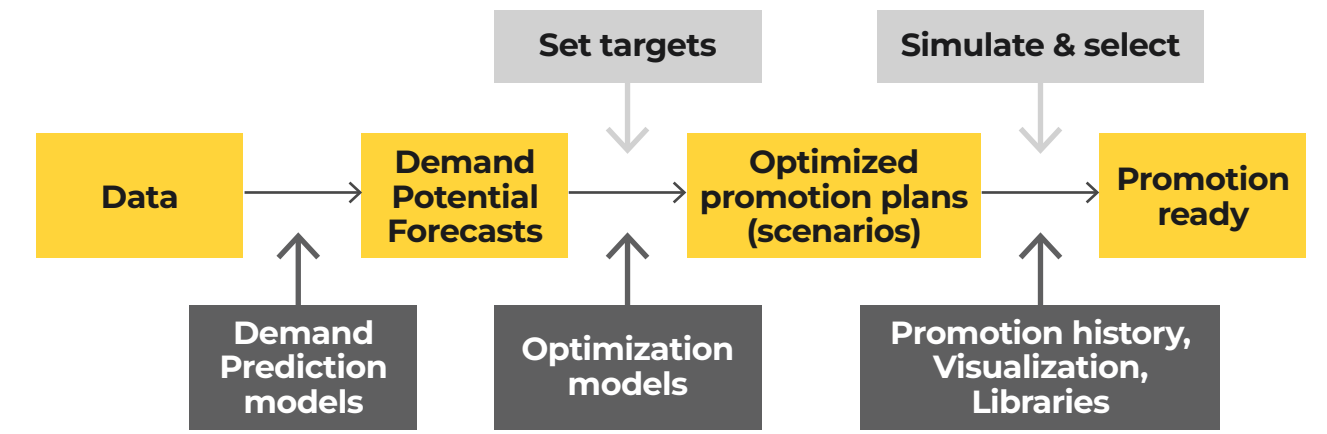 Set targets
Simulate & select
Data
Demand
Potential
Forecasts
Optimized
promotion plans
(scenarios)
Promotion
ready
Demand
Prediction
models
Optimization
models
Promotion history,
Visualization,
Libraries